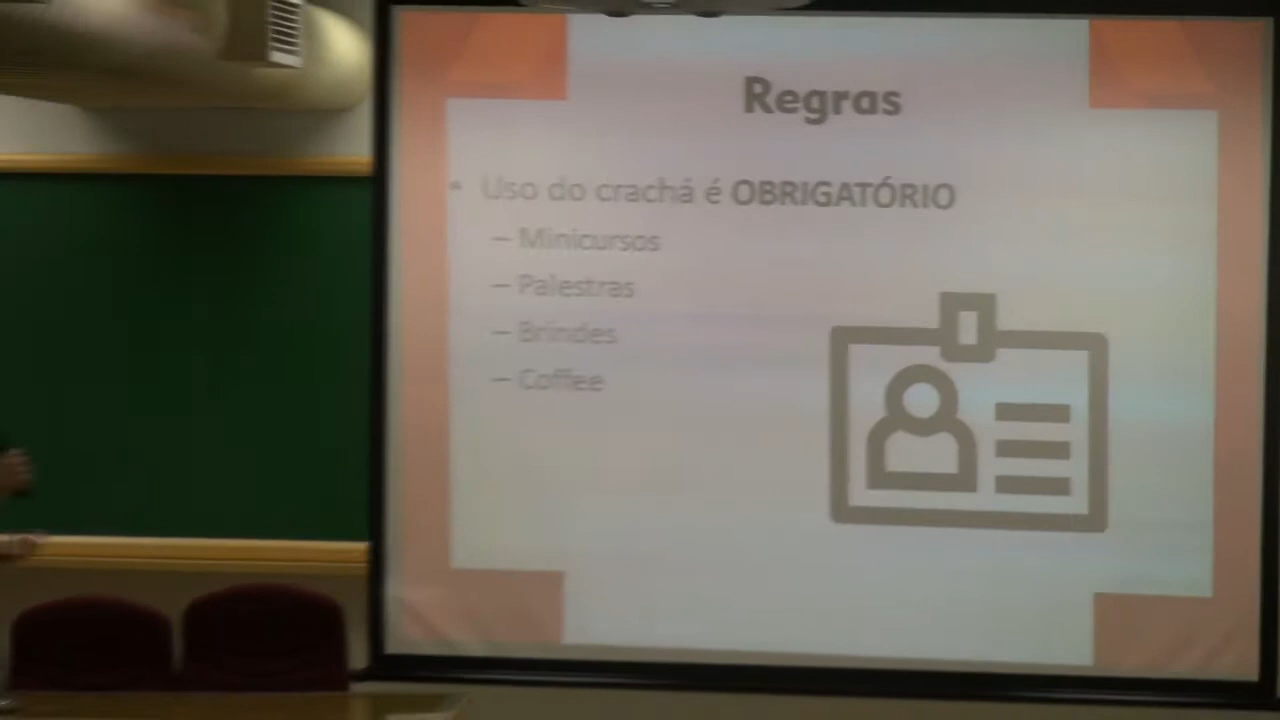 Regras
• Uso do crachá é OBRIGATÓRIO
– Minicursos
– Palestras
– Brindes
– Coffee